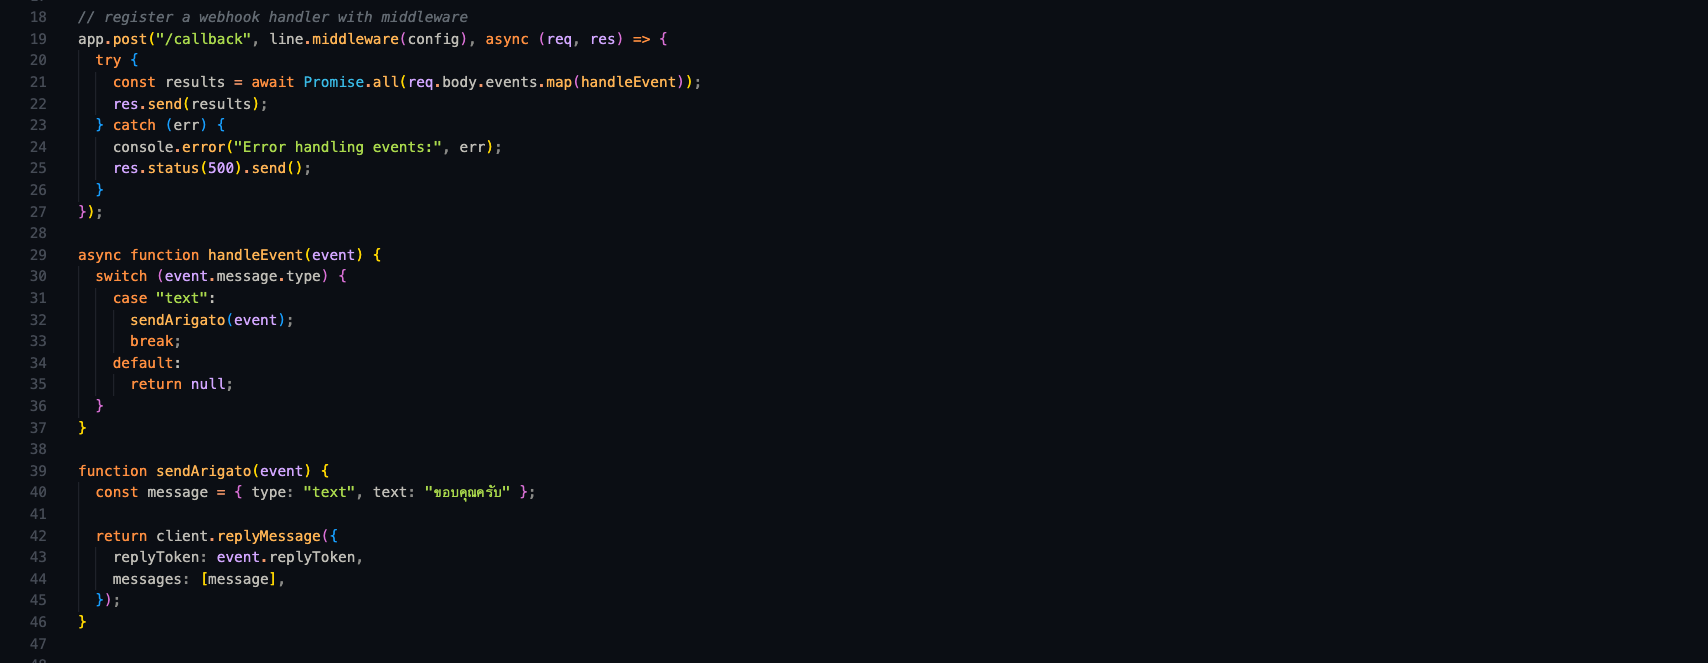 18 // register a webhook handler with middleware
19 app.post("/callback", line.middleware(config), async (req, res) => {
20   try {
21     const results = await Promise.all(req.body.events.map(handleEvent));
22     res.send(results);
23   } catch (err) {
24     console.error("Error handling events:", err);
25     res.status(500).send();
26   }
27 });
28
29 async function handleEvent(event) {
30   switch (event.message.type) {
31     case "text":
32       sendArigato(event);
33       break;
34     default:
35       return null;
36   }
37 }
38
39 function sendArigato(event) {
40   const message = { type: "text", text: "ขอบคุณครับ" };
41
42   return client.replyMessage({
43     replyToken: event.replyToken,
44     messages: [message],
45   });
46 }
47